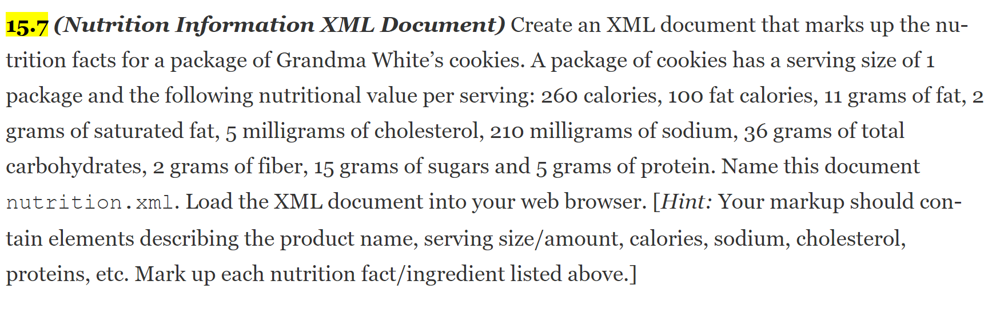 15.7 (Nutrition Information XML Document) Create an XML document that marks up the nu-
trition facts for a package of Grandma White’s cookies. A package of cookies has a serving size of 1
package and the following nutritional value per serving: 260 calories, 100 fat calories, 11 grams of fat, 2
grams of saturated fat, 5 milligrams of cholesterol, 210 milligrams of sodium, 36 grams of total
carbohydrates, 2 grams of fiber, 15 grams of sugars and 5 grams of protein. Name this document
nutrition.xml. Load the XML document into your web browser. [Hint: Your markup should con-
tain elements describing the product name, serving size/amount, calories, sodium, cholesterol,
proteins, etc. Mark up each nutrition fact/ingredient listed above.]